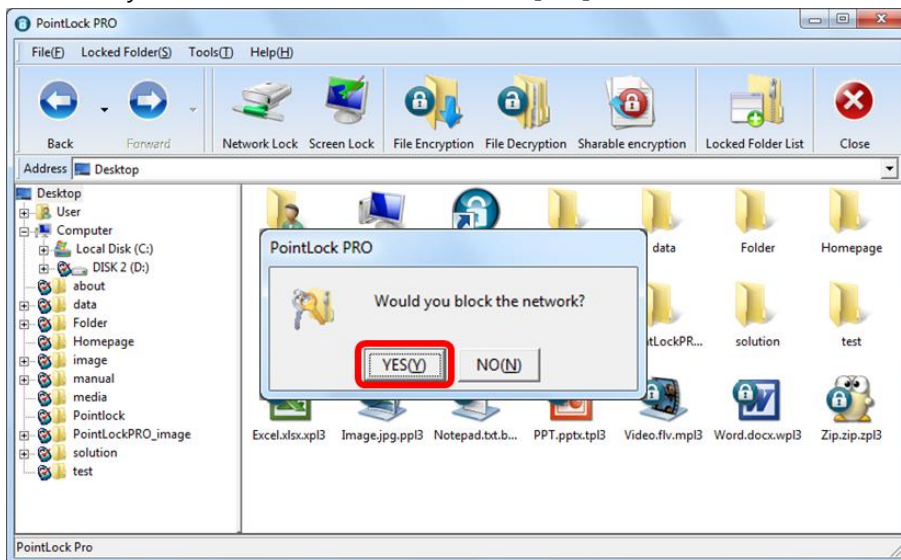 PointLock PRO
File(F) Locked Folder(S) Tools(T) Help(H)
Back Forward Network Lock Screen Lock File Encryption File Decryption Sharable encryption Locked Folder List Close
Address Desktop
Desktop
User
Computer
Local Disk (C:)
DISK 2 (D:)
about
data
Folder
Homepage
image
manual
media
Pointlock
PointLockPRO_image
solution
test
data Folder Homepage
PointLock PRO
Would you block the network?
YES(Y) NO(N)
tLockPR... solution test
Excel.xlsx.xpl3 Image.jpg.ppl3 Notepad.txt.b... PPT.pptx.tpl3 Video.flv.mpl3 Word.docx.wpl3 Zip.zip.zpl3
PointLock Pro